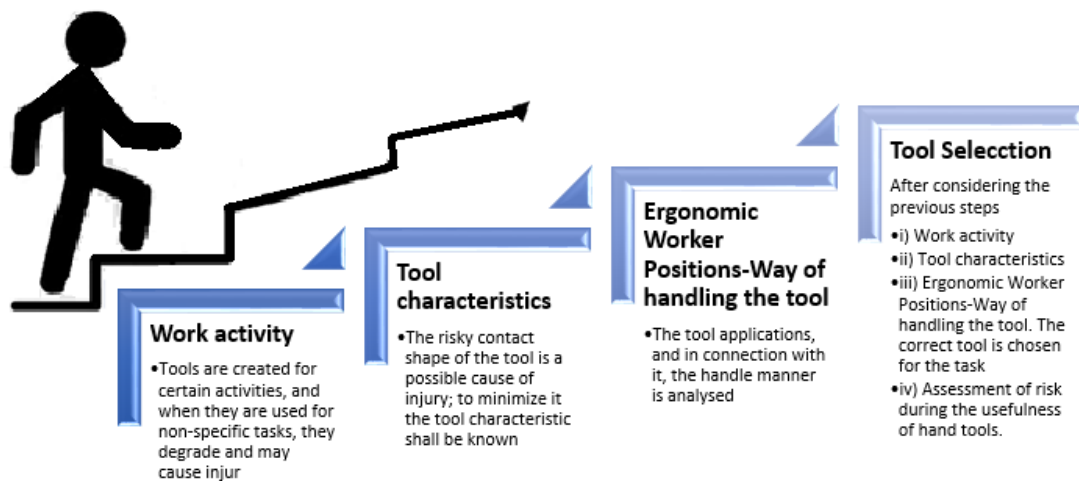 Work activity
•Tools are created for
certain activities, and
when they are used for
non-specific tasks, they
degrade and may
cause injur
Tool
characteristics
•The risky contact
shape of the tool is a
possible cause of
injury; to minimize it
the tool characteristic
shall be known
Ergonomic
Worker
Positions-Way of
handling the tool
•The tool applications,
and in connection with
it, the handle manner
is analysed
Tool Selecction
After considering the
previous steps
•i) Work activity
•ii) Tool characteristics
•iii) Ergonomic Worker
Positions-Way of
handling the tool. The
correct tool is chosen
for the task
•iv) Assessment of risk
during the usefulness
of hand tools.